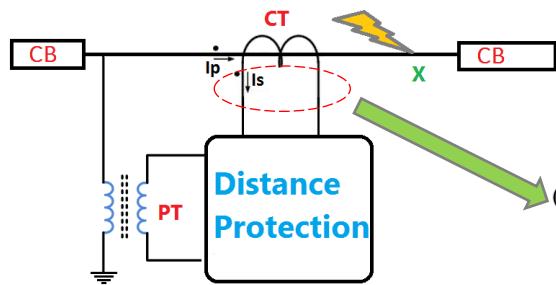 CT
CB
CB
Ip
X
Is
Distance
PT
Protection
(